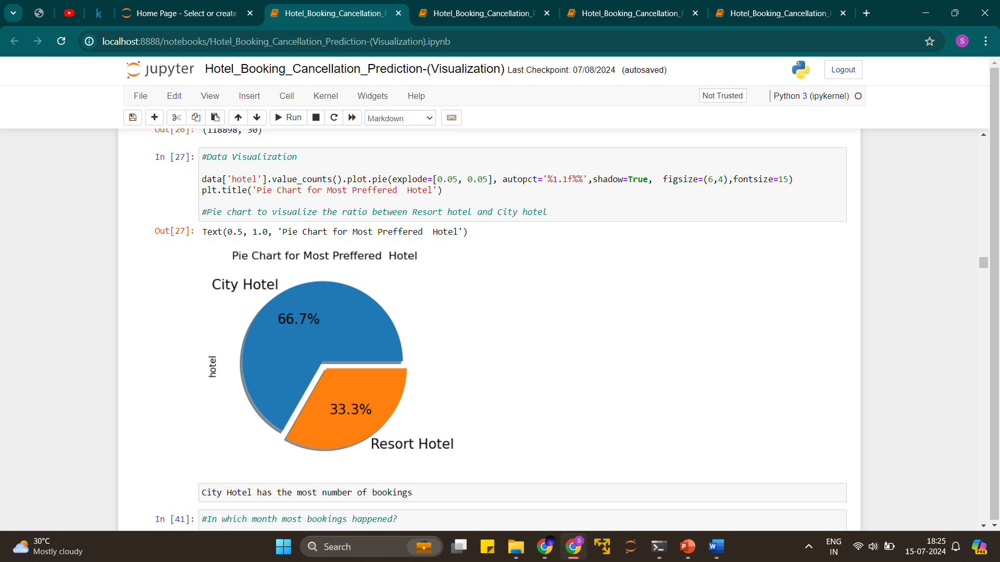 Home Page - Select or create
Hotel_Booking_Cancellation_P
Hotel_Booking_Cancellation_P
Hotel_Booking_Cancellation_P
Hotel_Booking_Cancellation_P
localhost:8888/notebooks/Hotel_Booking_Cancellation_Prediction-(Visualization).ipynb
S
jupyter Hotel_Booking_Cancellation_Prediction-(Visualization) Last Checkpoint: 07/08/2024 (autosaved)
Logout
File Edit View Insert Cell Kernel Widgets Help
Not Trusted
Python 3 (ipykernel)
Run
Markdown
Out[26]: (118898, 30)
In [27]: #Data Visualization
data['hotel'].value_counts().plot.pie(explode=[0.05, 0.05], autopct='%1.1f%%',shadow=True,  figsize=(6,4),fontsize=15)
plt.title('Pie Chart for Most Preffered  Hotel')
#Pie chart to visualize the ratio between Resort hotel and City hotel
Out[27]: Text(0.5, 1.0, 'Pie Chart for Most Preffered  Hotel')
Pie Chart for Most Preffered  Hotel
City Hotel
66.7%
hotel
33.3%
Resort Hotel
City Hotel has the most number of bookings
In [41]: #In which month most bookings happened?
30°C
Mostly cloudy
Search
S
ENG
IN
18:25
15-07-2024
PRE